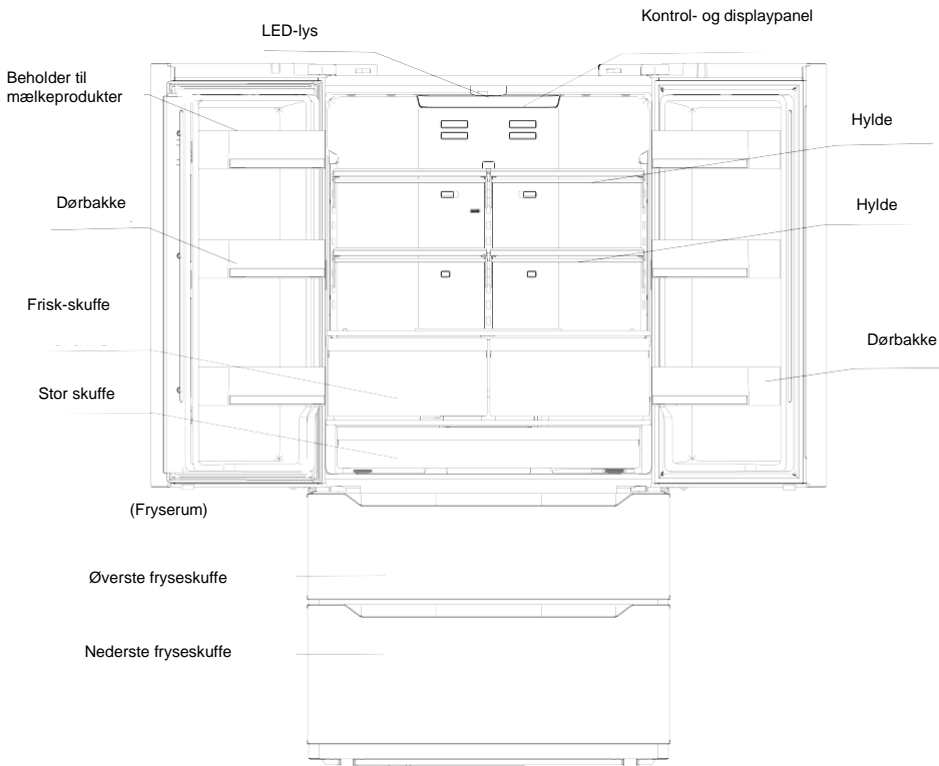 Kontrol- og displaypanel
LED-lys
Beholder til
mælkeprodukter
Hylde
Dørbakke
Hylde
Frisk-skuffe
Dørbakke
Stor skuffe
(Fryserum)
Øverste fryseskuffe
Nederste fryseskuffe